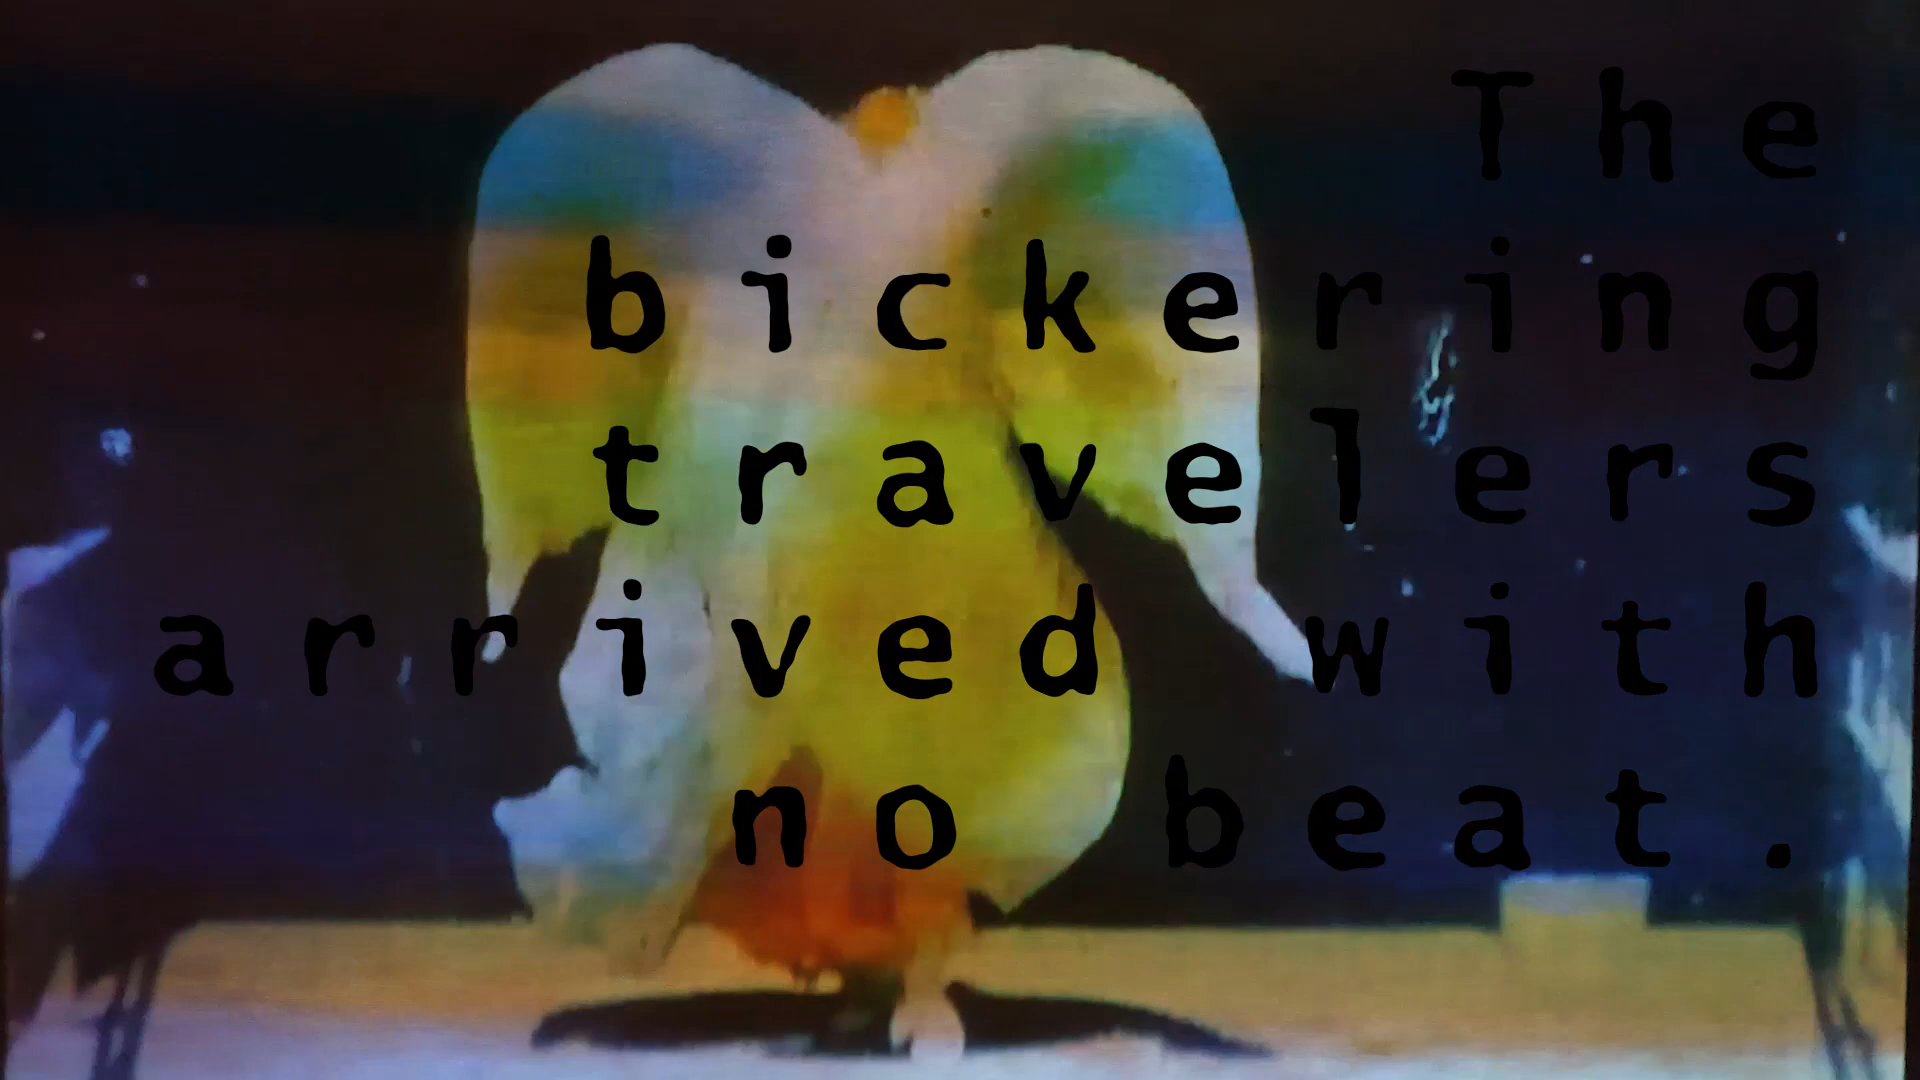 The
bickering
travelers
arrived with
no beat.